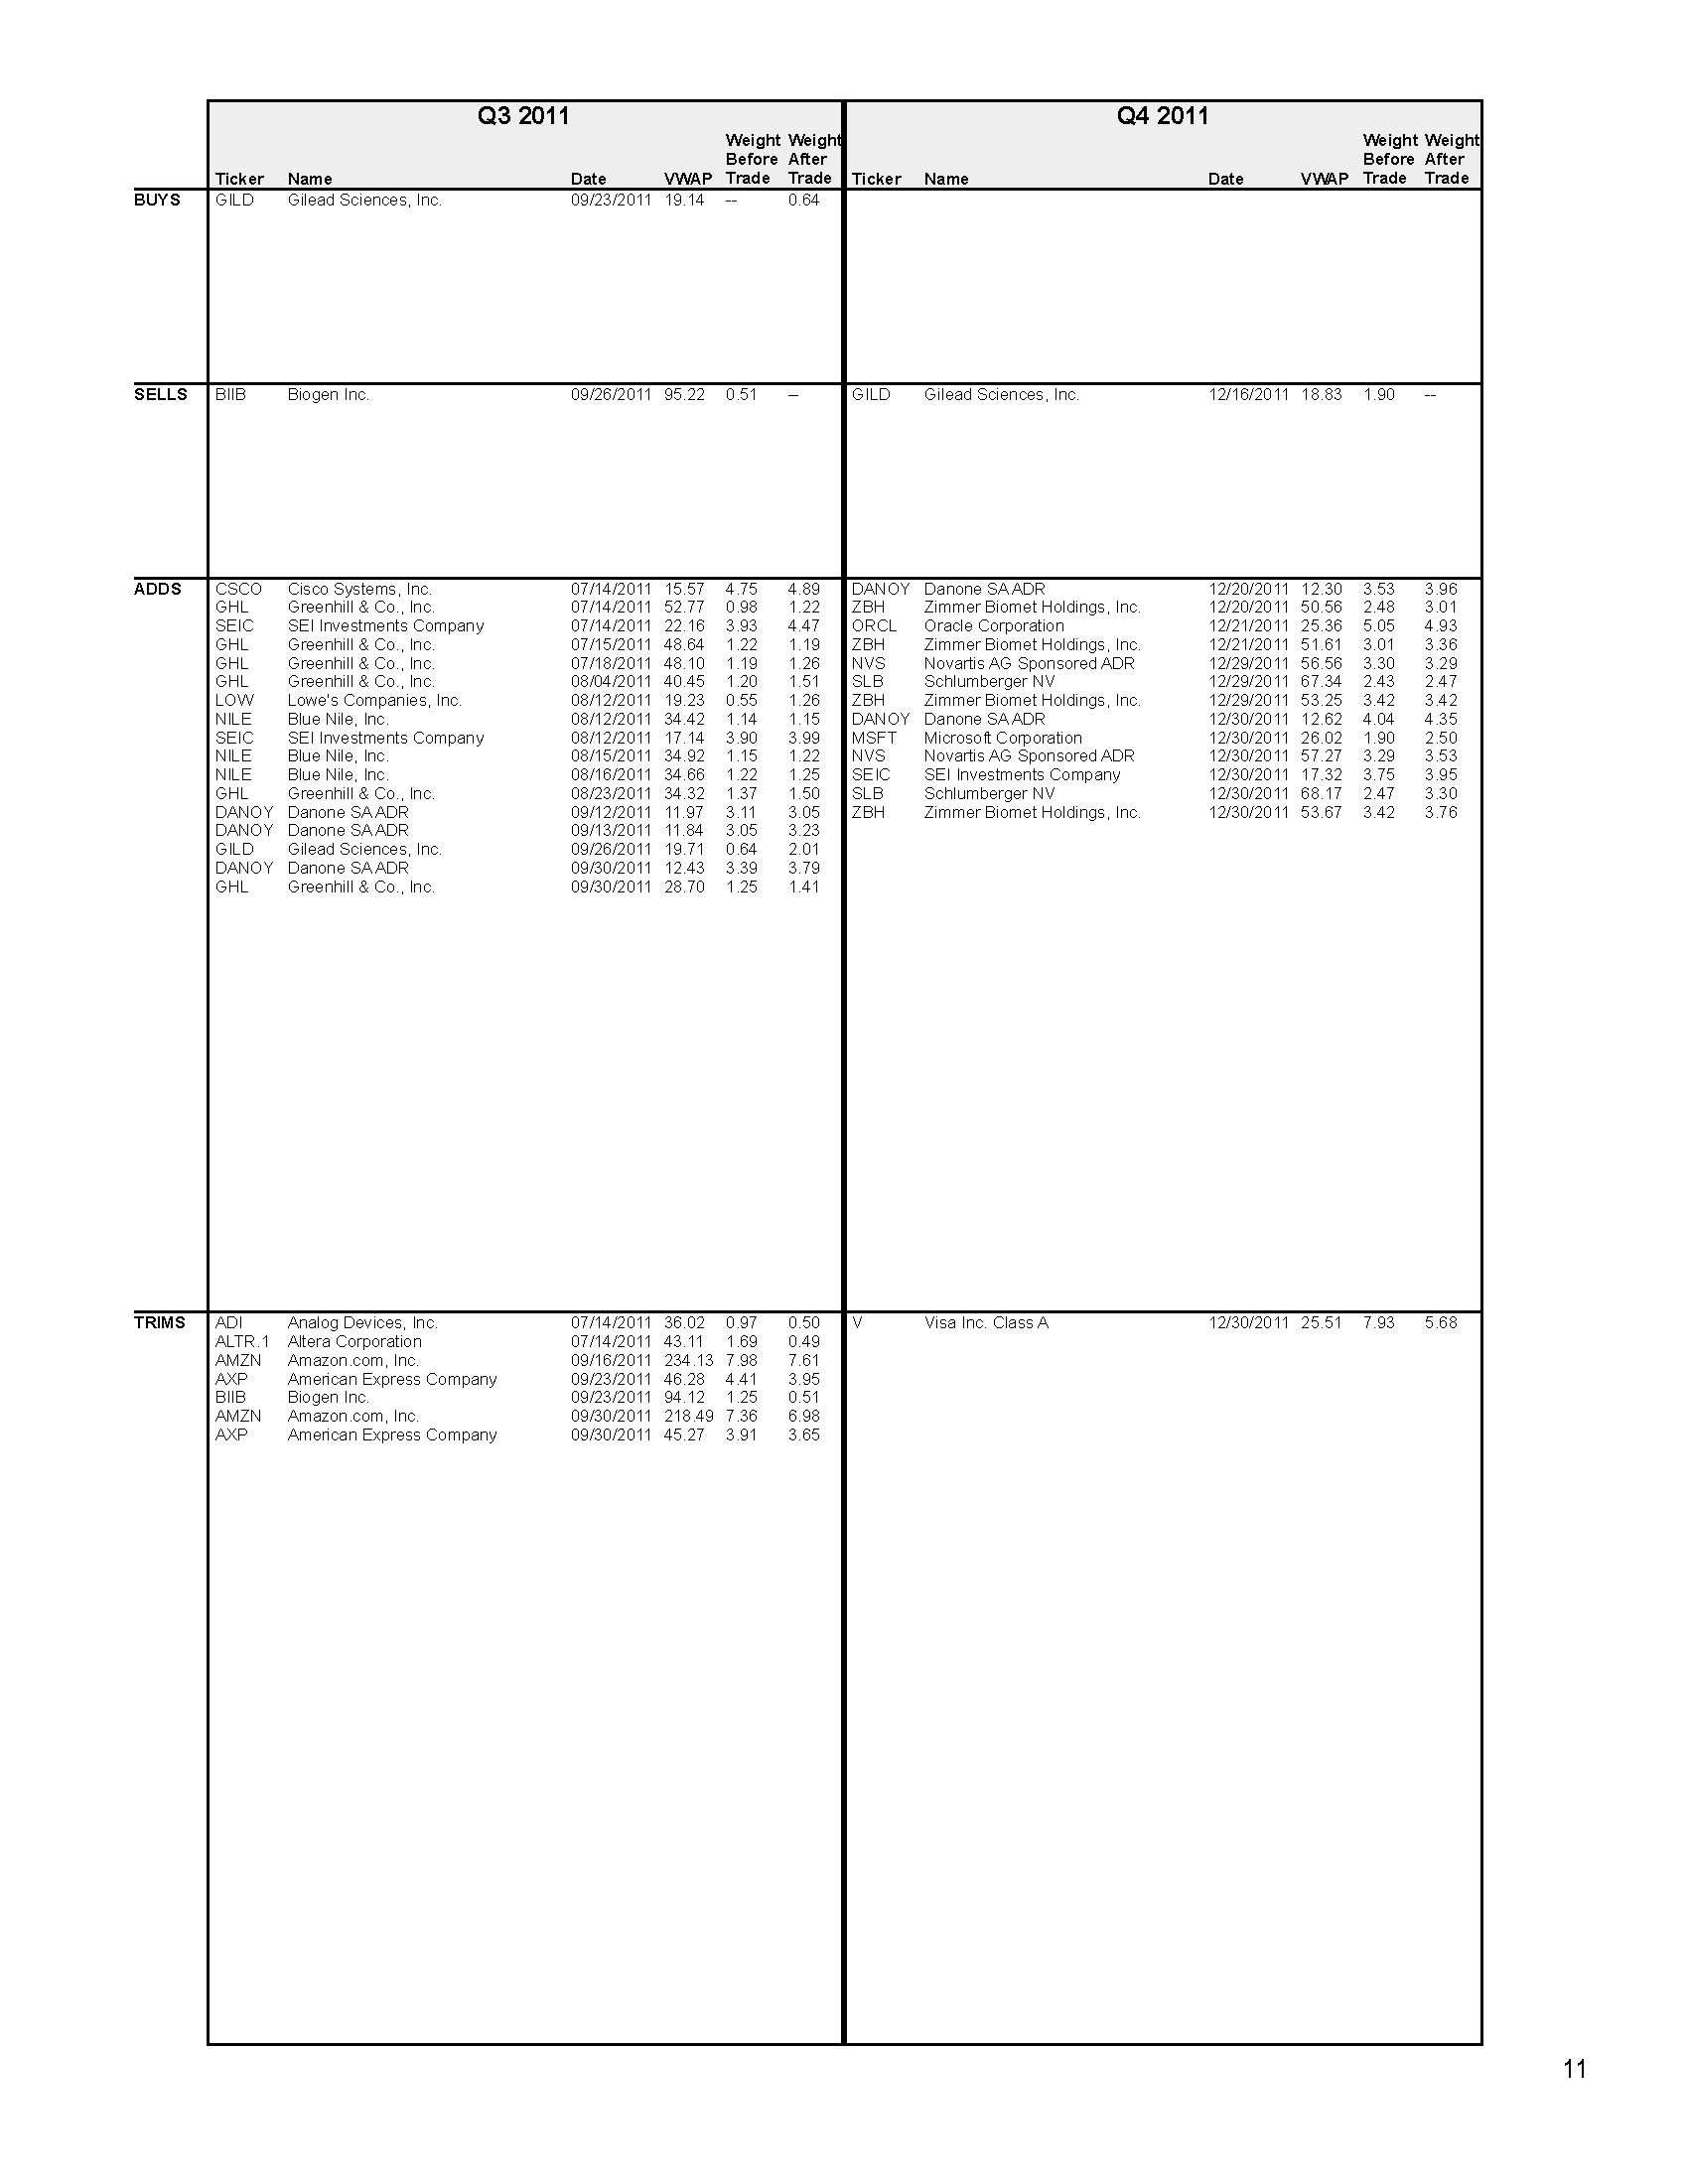 Q3 2011 Q4 2011
Weight Weight Weight Weight
Before After Before After
Ticker Name Date VWAP Trade Trade Ticker Name Date VWAP Trade Trade
BUYS GILD Gilead Sciences, Inc. 09/23/2011 19.14 -- 0.64
SELLS BIIB Biogen Inc. 09/26/2011 95.22 0.51 -- GILD Gilead Sciences, Inc. 12/16/2011 18.83 1.90 --
ADDS CSCO Cisco Systems, Inc. 07/14/2011 15.57 4.75 4.89 DANOY Danone SA ADR 12/20/2011 12.30 3.53 3.96
GHL Greenhill & Co., Inc. 07/14/2011 52.77 0.98 1.22 ZBH Zimmer Biomet Holdings, Inc. 12/20/2011 50.56 2.48 3.01
SEIC SEI Investments Company 07/14/2011 22.16 3.93 4.47 ORCL Oracle Corporation 12/21/2011 25.36 5.05 4.93
GHL Greenhill & Co., Inc. 07/15/2011 48.64 1.22 1.19 ZBH Zimmer Biomet Holdings, Inc. 12/21/2011 51.61 3.01 3.36
GHL Greenhill & Co., Inc. 07/18/2011 48.10 1.19 1.26 NVS Novartis AG Sponsored ADR 12/29/2011 56.56 3.30 3.29
GHL Greenhill & Co., Inc. 08/04/2011 40.45 1.20 1.51 SLB Schlumberger NV 12/29/2011 67.34 2.43 2.47
LOW Lowe's Companies, Inc. 08/12/2011 19.23 0.55 1.26 ZBH Zimmer Biomet Holdings, Inc. 12/29/2011 53.25 3.42 3.42
NILE Blue Nile, Inc. 08/12/2011 34.42 1.14 1.15 DANOY Danone SA ADR 12/30/2011 12.62 4.04 4.35
SEIC SEI Investments Company 08/12/2011 17.14 3.90 3.99 MSFT Microsoft Corporation 12/30/2011 26.02 1.90 2.50
NILE Blue Nile, Inc. 08/15/2011 34.92 1.15 1.22 NVS Novartis AG Sponsored ADR 12/30/2011 57.27 3.29 3.53
NILE Blue Nile, Inc. 08/16/2011 34.66 1.22 1.25 SEIC SEI Investments Company 12/30/2011 17.32 3.75 3.95
GHL Greenhill & Co., Inc. 08/23/2011 34.32 1.37 1.50 SLB Schlumberger NV 12/30/2011 68.17 2.47 3.30
DANOY Danone SA ADR 09/12/2011 11.97 3.11 3.05 ZBH Zimmer Biomet Holdings, Inc. 12/30/2011 53.67 3.42 3.76
DANOY Danone SA ADR 09/13/2011 11.84 3.05 3.23
GILD Gilead Sciences, Inc. 09/26/2011 19.71 0.64 2.01
DANOY Danone SA ADR 09/30/2011 12.43 3.39 3.79
GHL Greenhill & Co., Inc. 09/30/2011 28.70 1.25 1.41
TRIMS ADI Analog Devices, Inc. 07/14/2011 36.02 0.97 0.50 V Visa Inc. Class A 12/30/2011 25.51 7.93 5.68
ALTR.1 Altera Corporation 07/14/2011 43.11 1.69 0.49
AMZN Amazon.com, Inc. 09/16/2011 234.13 7.98 7.61
AXP American Express Company 09/23/2011 46.28 4.41 3.95
BIIB Biogen Inc. 09/23/2011 94.12 1.25 0.51
AMZN Amazon.com, Inc. 09/30/2011 218.49 7.36 6.98
AXP American Express Company 09/30/2011 45.27 3.91 3.65
11